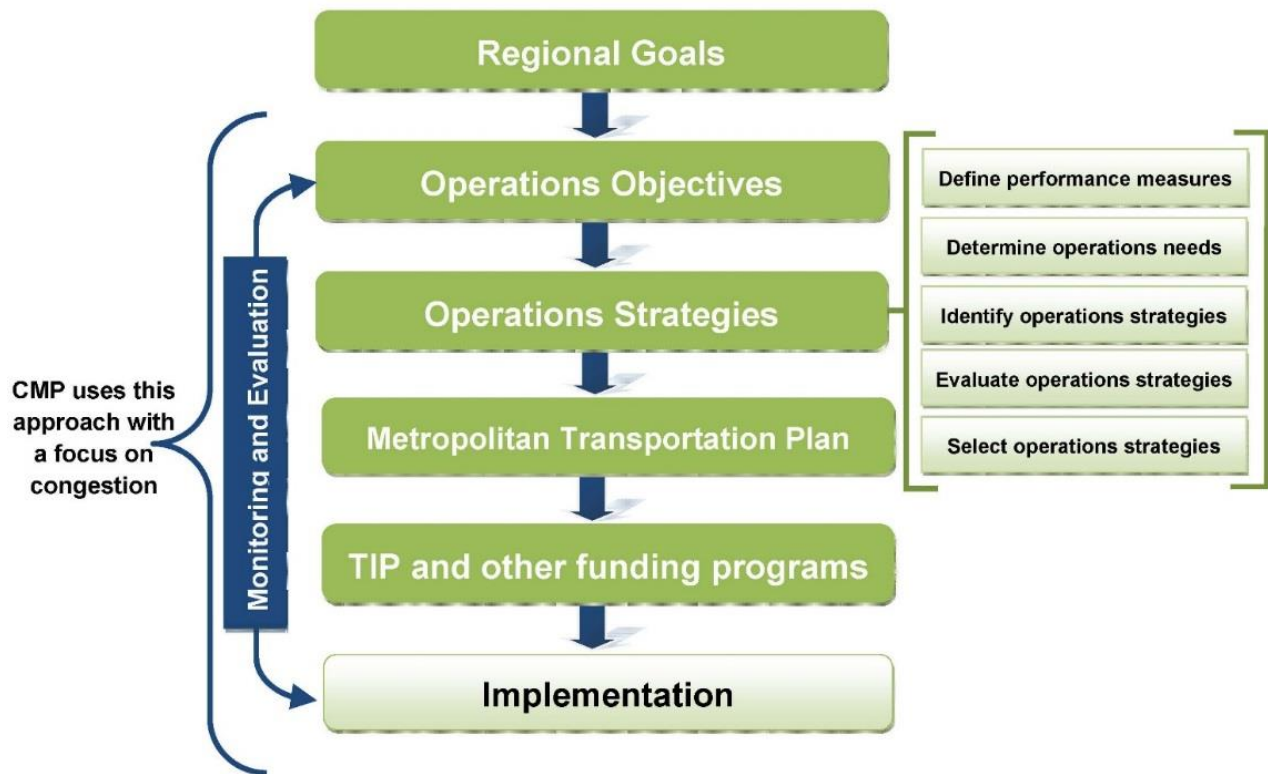 Regional Goals
Operations Objectives
Operations Strategies
Metropolitan Transportation Plan
TIP and other funding programs
Implementation
Define performance measures
Determine operations needs
Identify operations strategies
Evaluate operations strategies
Select operations strategies
Monitoring and Evaluation
CMP uses this
approach with
a focus on
congestion